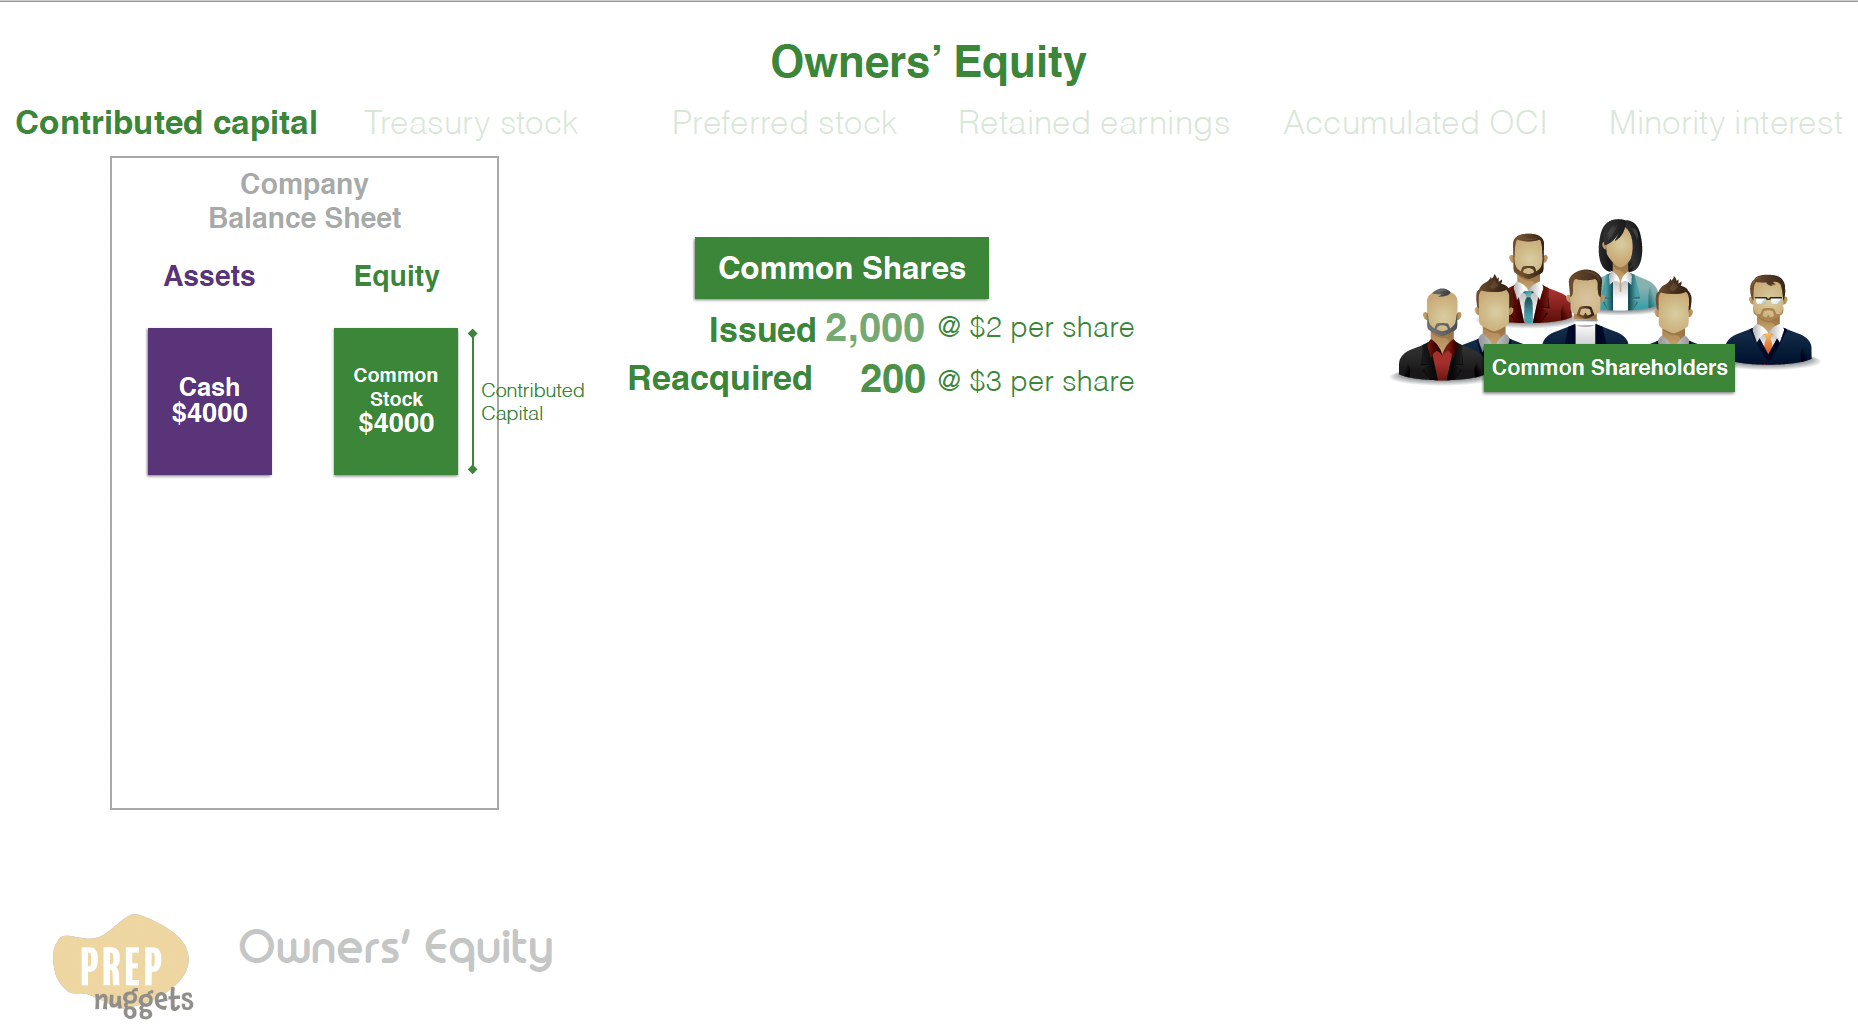 Owners’ Equity
Contributed capital Treasury stock Preferred stock Retained earnings Accumulated OCI Minority interest
Company
Balance Sheet
Assets Equity
Cash
$4000
Common
Stock
$4000
Contributed
Capital
Common Shares
Issued 2,000 @ $2 per share
Reacquired 200 @ $3 per share
Common Shareholders
PREP
nuggets
Owners’ Equity